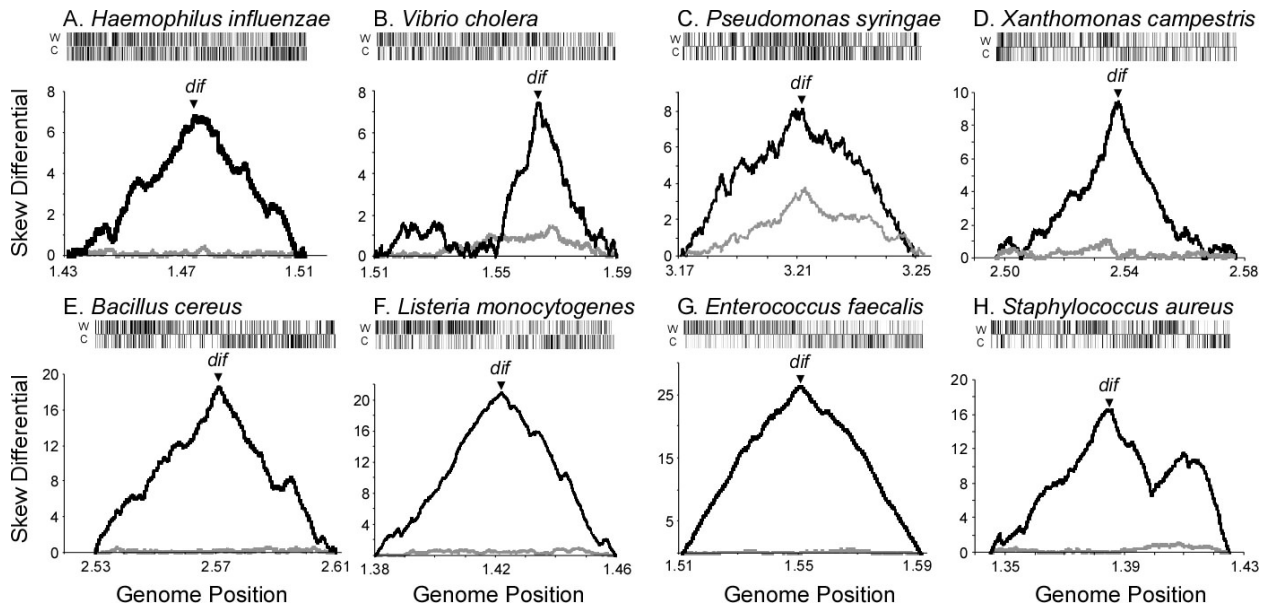 A. Haemophilus influenzae
W
C
dif
Skew Differential
8
6
4
2
0
1.43 1.47 1.51
B. Vibrio cholera
dif
8
6
4
2
0
1.51 1.55 1.59
C. Pseudomonas syringae
W
C
dif
8
6
4
2
0
3.17 3.21 3.25
D. Xanthomonas campestris
W
C
dif
10
8
6
4
2
0
2.50 2.54 2.58
E. Bacillus cereus
W
C
dif
Skew Differential
20
16
12
8
4
0
2.53 2.57 2.61
Genome Position
F. Listeria monocytogenes
W
C
dif
20
16
12
8
4
1.38 1.42 1.46
Genome Position
G. Enterococcus faecalis
W
C
dif
25
15
5
0
1.51 1.55 1.59
Genome Position
H. Staphylococcus aureus
W
C
dif
20
16
12
8
4
0
1.35 1.39 1.43
Genome Position